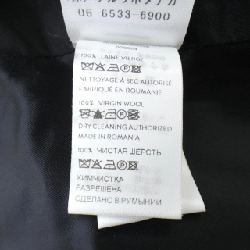 06-6533-6900
100% LAINE VIERGE
NETTOYAGE A SEC AUTORISE
FABRIQUE EN ROUMANIE
100% VIRGIN WOOL
DRY CLEANING AUTHORIZED
MADE IN ROMANIA
100% ЧИСТАЯ ШЕРСТЬ
ХИМЧИСТКА
РАЗРЕШЕНА
СДЕЛАНО В РУМЫНИИ